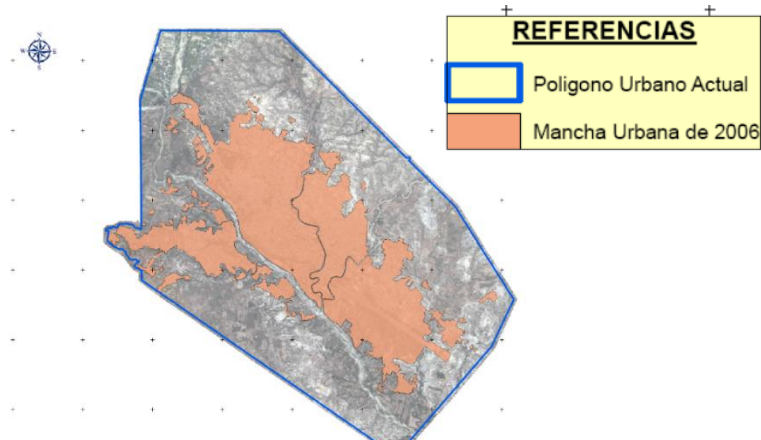 N
W E
S
REFERENCIAS
Poligono Urbano Actual
Mancha Urbana de 2006